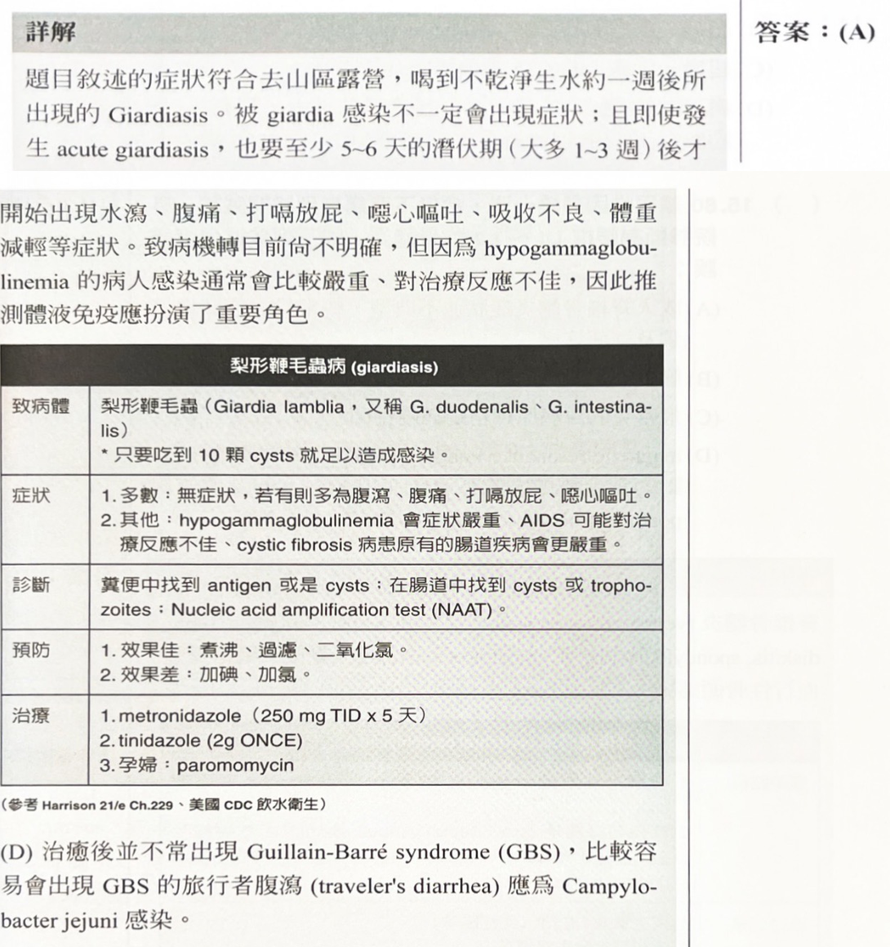 詳解
答案：(A)
題目敘述的症狀符合去山區露營，喝到不乾淨生水約一週後所
出現的 Giardiasis。被 giardia 感染不一定會出現症狀；且即使發
生 acute giardiasis，也要至少 5~6 天的潛伏期（大多 1~3 週）後才
開始出現水瀉、腹痛、打嗝放屁、噁心嘔吐、吸收不良、體重
減輕等症狀。致病機轉目前尚不明確，但因為 hypogammaglobu-
linemia 的病人感染通常會比較嚴重、對治療反應不佳，因此推
測體液免疫應扮演了重要角色。
梨形鞭毛蟲病 (giardiasis)
致病體
梨形鞭毛蟲（Giardia lamblia，又稱 G. duodenalis、G. intestina-
lis）
* 只要吃到 10 顆 cysts 就足以造成感染。
症狀
1. 多數：無症狀，若有則多為腹瀉、腹痛、打嗝放屁、噁心嘔吐。
2. 其他：hypogammaglobulinemia 會症狀嚴重、AIDS 可能對治
療反應不佳、cystic fibrosis 病患原有的腸道疾病會更嚴重。
診斷
糞便中找到 antigen 或是 cysts；在腸道中找到 cysts 或 tropho-
zoites；Nucleic acid amplification test (NAAT)。
預防
1. 效果佳：煮沸、過濾、二氧化氯。
2. 效果差：加碘、加氯。
治療
1. metronidazole（250 mg TID x 5 天）
2. tinidazole (2g ONCE)
3. 孕婦：paromomycin
（參考 Harrison 21/e Ch.229、美國 CDC 飲水衛生）
(D) 治癒後並不常出現 Guillain-Barré syndrome (GBS)，比較容
易會出現 GBS 的旅行者腹瀉 (traveler's diarrhea) 應為 Campylo-
bacter jejuni 感染。